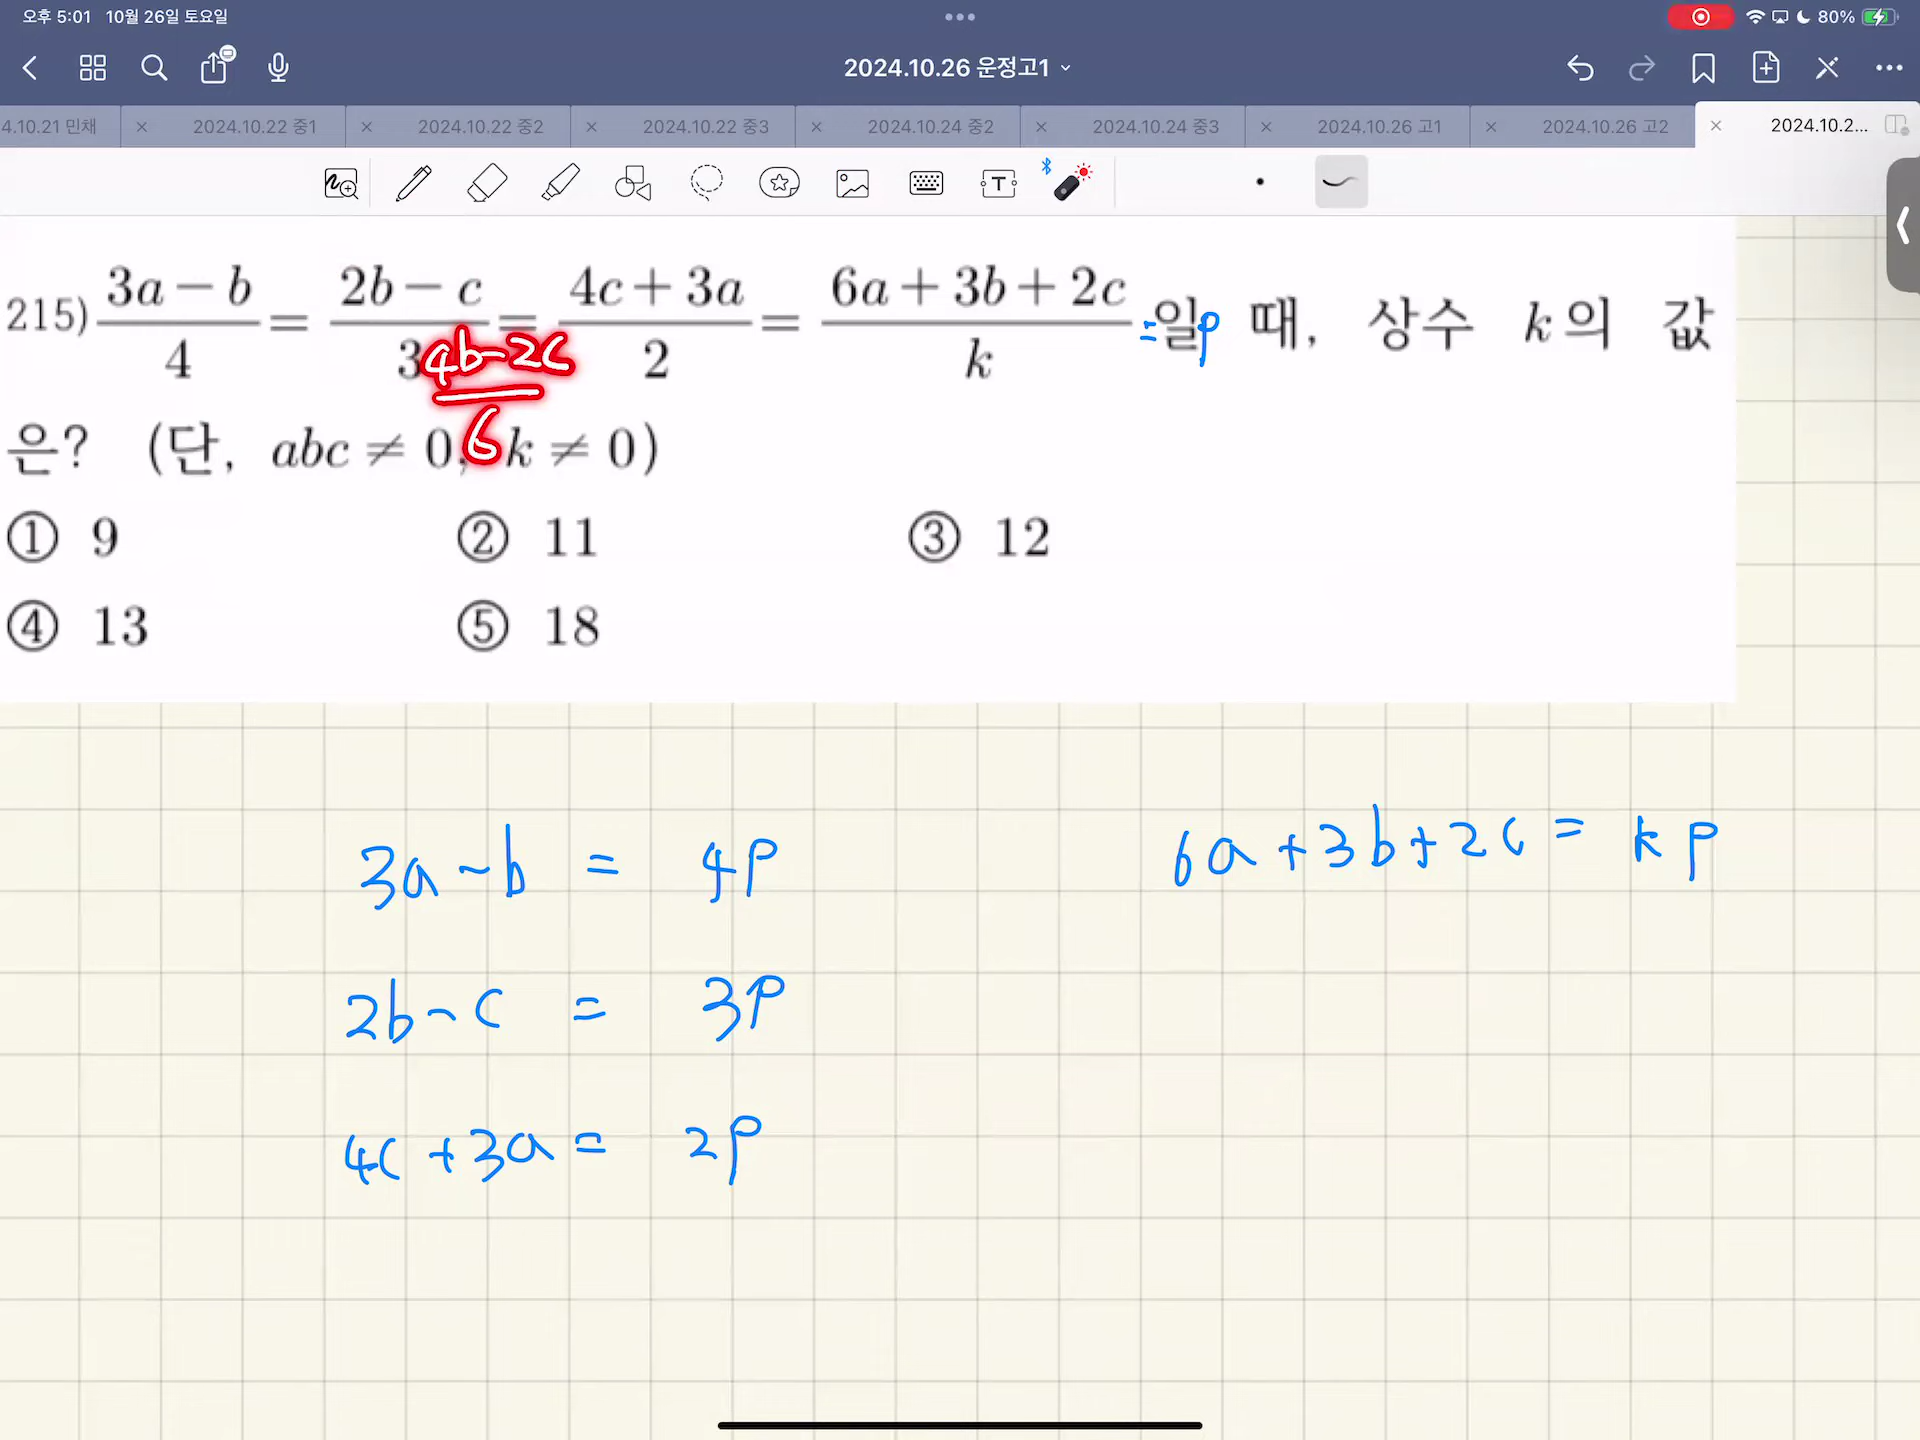 오후 5:01 10월 26일 토요일
80%
2024.10.26 운정고1
4.10.21 민채
2024.10.22 중1
2024.10.22 중2
2024.10.22 중3
2024.10.24 중2
2024.10.24 중3
2024.10.26 고1
2024.10.26 고2
2024.10.2...
215) (3a-b)/4 = (2b-c)/3 = (4c+3a)/2 = (6a+3b+2c)/k 일 때, 상수 k의 값
= p
(4b-2c)/6
은? (단, abc ≠ 0, k ≠ 0)
① 9 ② 11 ③ 12
④ 13 ⑤ 18
3a-b = 4p
6a+3b+2c = kp
2b-c = 3p
4c+3a = 2p